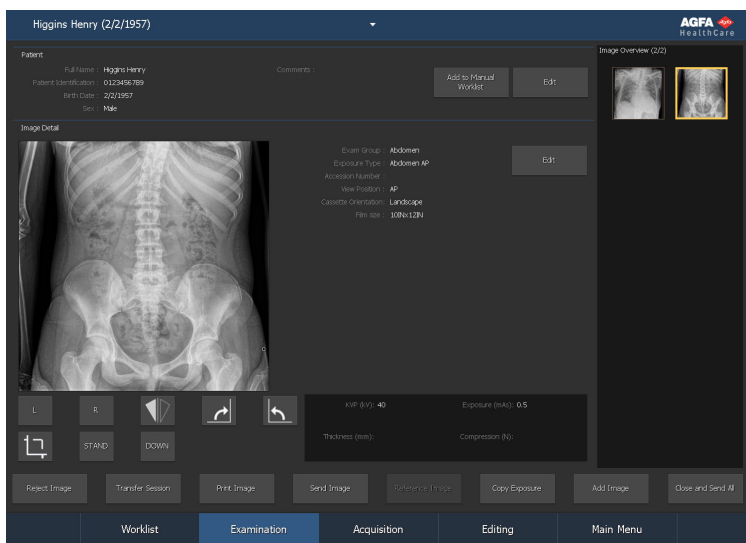 Higgins Henry (2/2/1957)
AGFA Agfa
HealthCare
Patient
Full Name : Higgins Henry
Patient Identification : 0123456789
Birth Date : 2/2/1957
Sex : Male
Comments :
Add to Manual
Worklist
Edit
Image Overview (2/2)
Image Detail
Exam Group : Abdomen
Exposure Type : Abdomen AP
Accession Number :
View Position : AP
Cassette Orientation: Landscape
Film size : 10INx12IN
Edit
L
R
STAND
DOWN
KVP (kV): 40
Exposure (mAs): 0.5
Thickness (mm):
Compression (N):
Reject Image
Transfer Session
Print Image
Send Image
Reference Image
Copy Exposure
Add Image
Close and Send All
Worklist
Examination
Acquisition
Editing
Main Menu